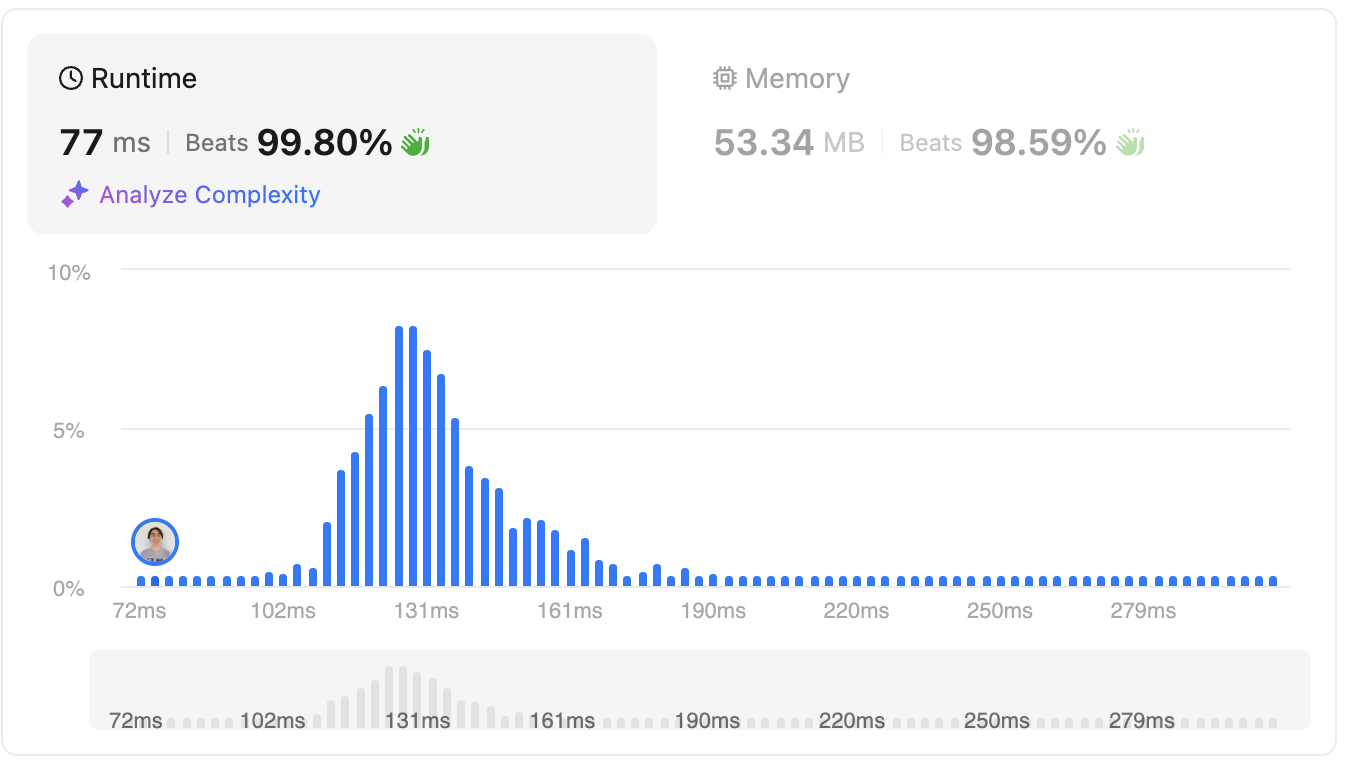 Runtime
77 ms | Beats 99.80%
Analyze Complexity
Memory
53.34 MB | Beats 98.59%
10%
5%
0%
72ms 102ms 131ms 161ms 190ms 220ms 250ms 279ms
72ms 102ms 131ms 161ms 190ms 220ms 250ms 279ms